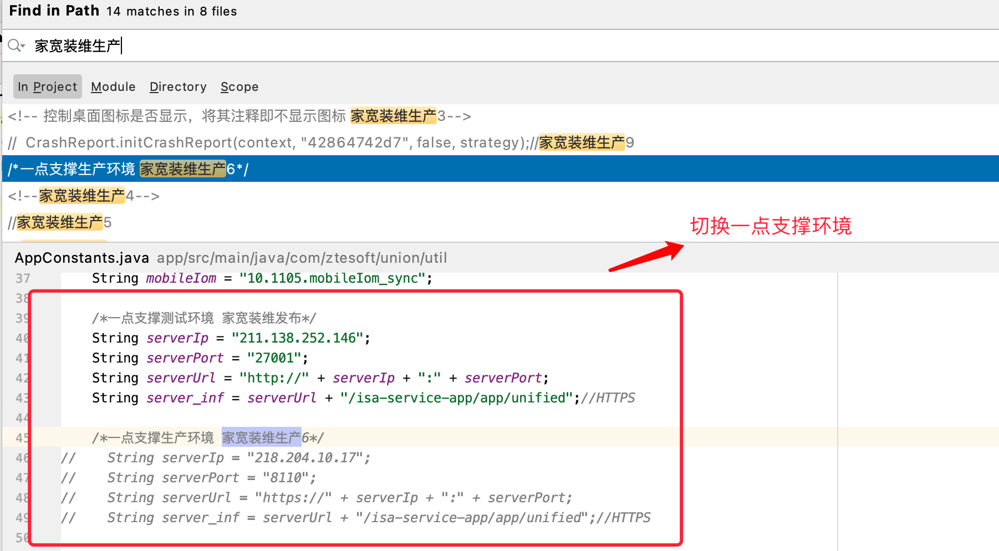 Find in Path 14 matches in 8 files
家宽装维生产
In Project Module Directory Scope
<!-- 控制桌面图标是否显示，将其注释即不显示图标 家宽装维生产3-->
// CrashReport.initCrashReport(context, "42864742d7", false, strategy);//家宽装维生产9
/*一点支撑生产环境 家宽装维生产6*/
<!--家宽装维生产4-->
//家宽装维生产5
切换一点支撑环境
AppConstants.java app/src/main/java/com/ztesoft/union/util
37 String mobileIom = "10.1105.mobileIom_sync";
38
39 /*一点支撑测试环境 家宽装维发布*/
40 String serverIp = "211.138.252.146";
41 String serverPort = "27001";
42 String serverUrl = "http://" + serverIp + ":" + serverPort;
43 String server_inf = serverUrl + "/isa-service-app/app/unified";//HTTPS
44
45 /*一点支撑生产环境 家宽装维生产6*/
46 // String serverIp = "218.204.10.17";
47 // String serverPort = "8110";
48 // String serverUrl = "https://" + serverIp + ":" + serverPort;
49 // String server_inf = serverUrl + "/isa-service-app/app/unified";//HTTPS
50